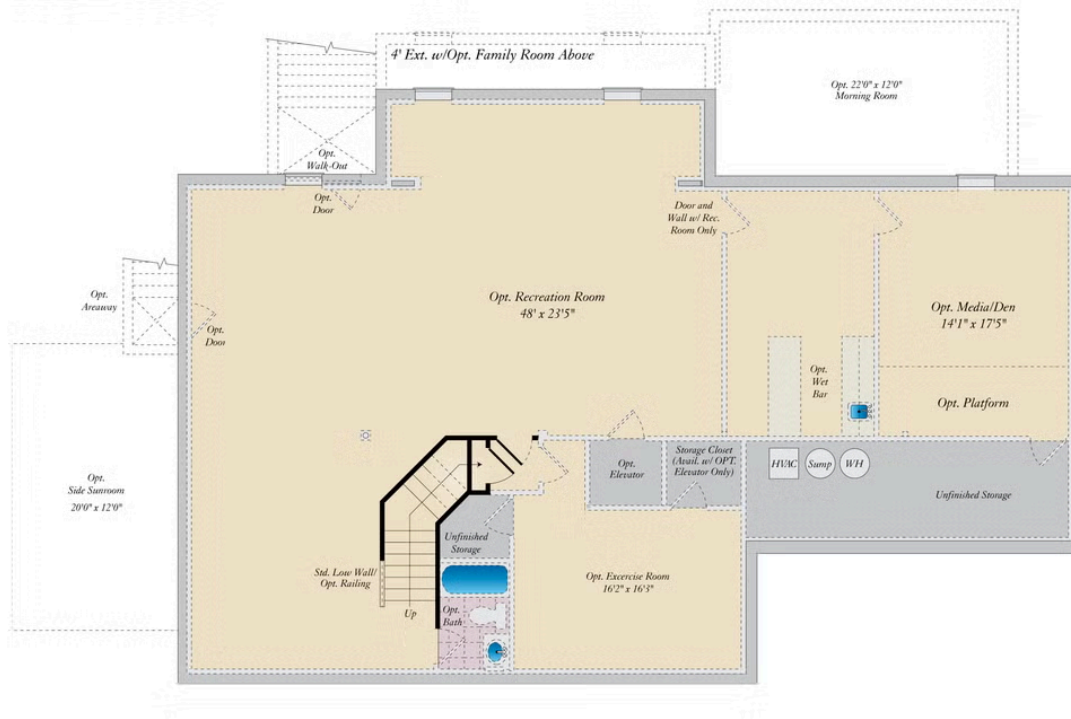 4' Ext. w/Opt. Family Room Above
Opt. 22'0" x 12'0"
Morning Room
Opt.
Walk-Out
Opt.
Door
Door and
Wall w/ Rec.
Room Only
Opt.
Areaway
Opt.
Door
Opt. Recreation Room
48' x 23'5"
Opt. Media/Den
14'1" x 17'5"
Opt.
Wet
Bar
Opt. Platform
Opt.
Elevator
Storage Closet
(Avail. w/ OPT.
Elevator Only)
HVAC
Sump
WH
Unfinished Storage
Opt.
Side Sunroom
20'0" x 12'0"
Unfinished
Storage
Std. Low Wall/
Opt. Railing
Up
Opt.
Bath
Opt. Excercise Room
16'2" x 16'3"